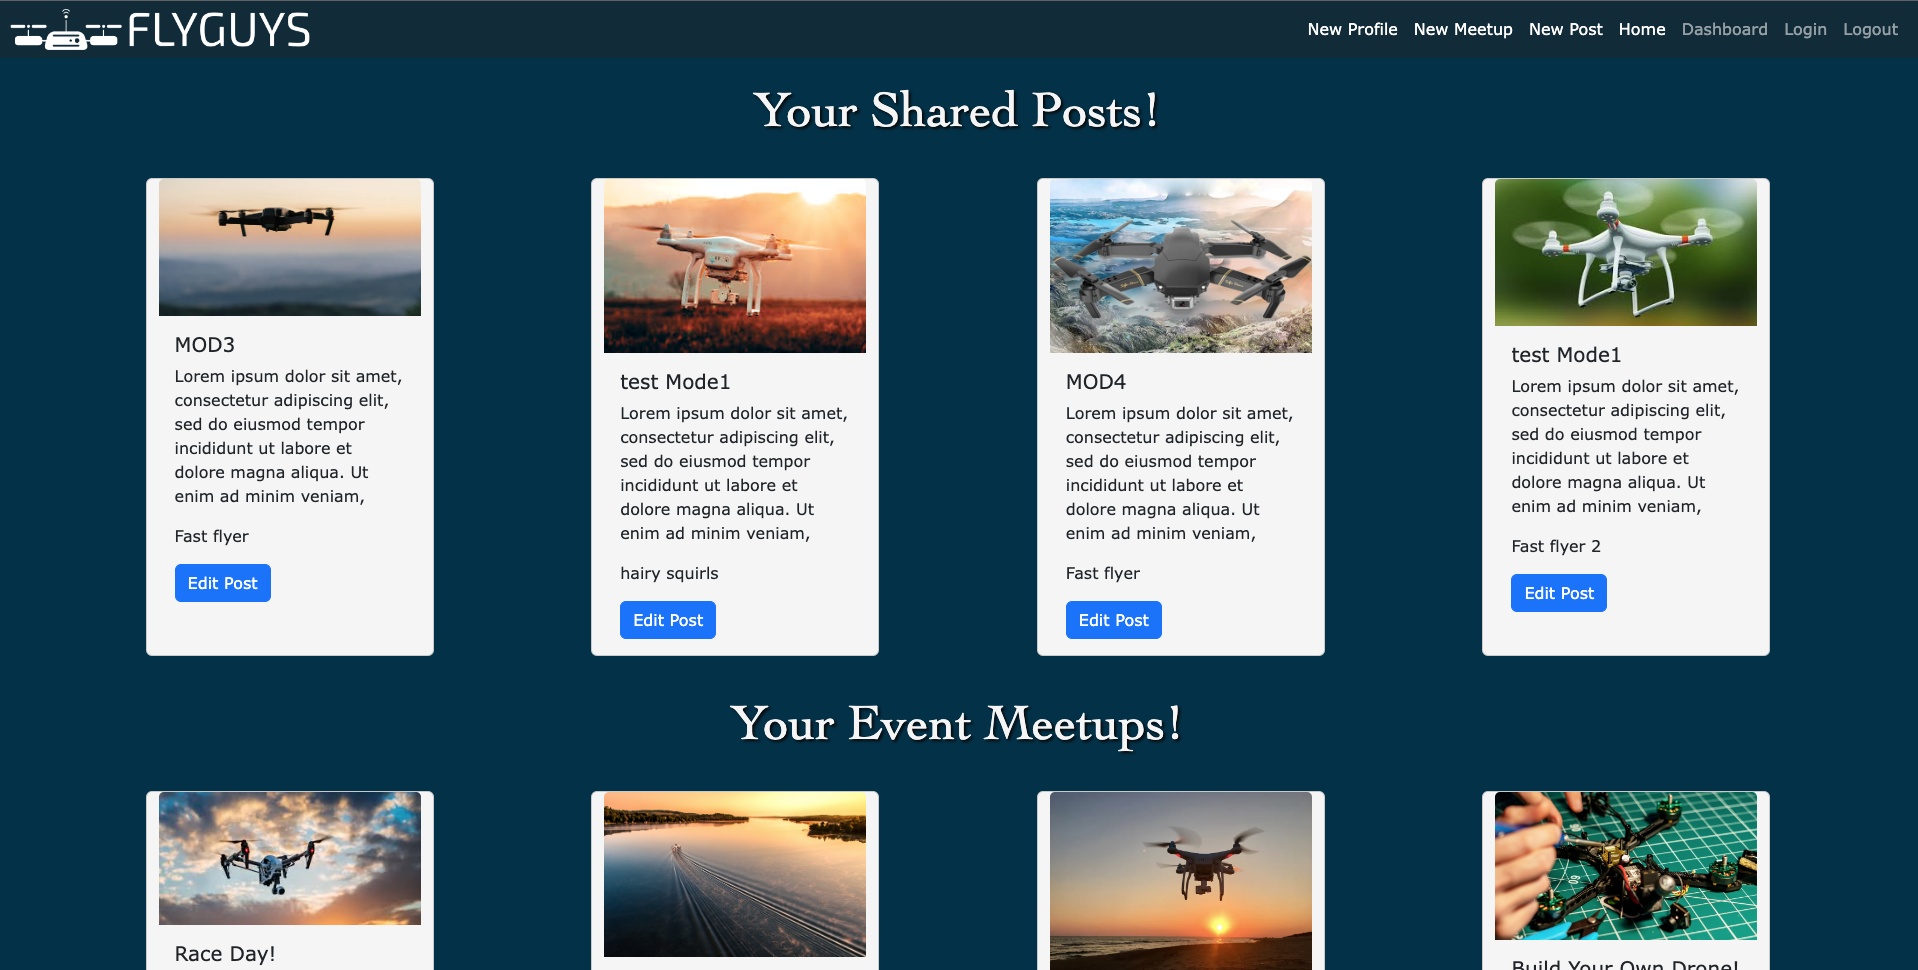 FLYGUYS
New Profile New Meetup New Post Home Dashboard Login Logout
Your Shared Posts!
MOD3
Lorem ipsum dolor sit amet,
consectetur adipiscing elit,
sed do eiusmod tempor
incididunt ut labore et
dolore magna aliqua. Ut
enim ad minim veniam,
Fast flyer
Edit Post
test Mode1
Lorem ipsum dolor sit amet,
consectetur adipiscing elit,
sed do eiusmod tempor
incididunt ut labore et
dolore magna aliqua. Ut
enim ad minim veniam,
hairy squirls
Edit Post
MOD4
Lorem ipsum dolor sit amet,
consectetur adipiscing elit,
sed do eiusmod tempor
incididunt ut labore et
dolore magna aliqua. Ut
enim ad minim veniam,
Fast flyer
Edit Post
test Mode1
Lorem ipsum dolor sit amet,
consectetur adipiscing elit,
sed do eiusmod tempor
incididunt ut labore et
dolore magna aliqua. Ut
enim ad minim veniam,
Fast flyer 2
Edit Post
Your Event Meetups!
Race Day!
Build Your Own Drone!